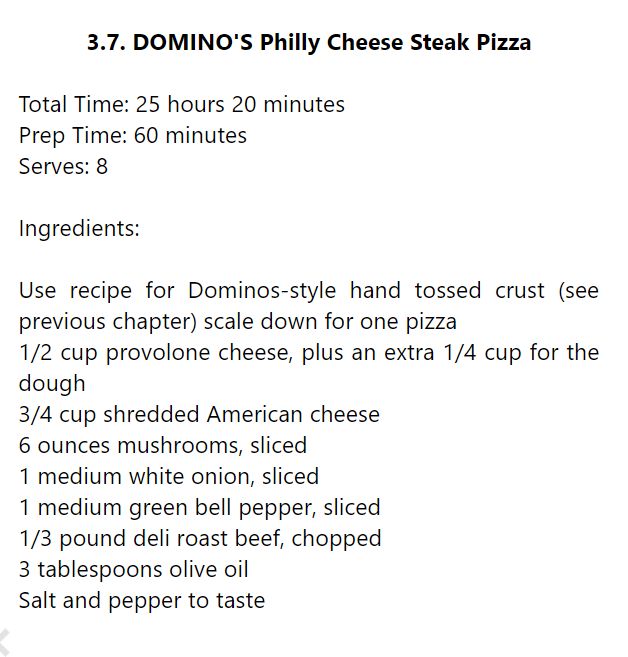 3.7. DOMINO'S Philly Cheese Steak Pizza
Total Time: 25 hours 20 minutes
Prep Time: 60 minutes
Serves: 8
Ingredients:
Use recipe for Dominos-style hand tossed crust (see
previous chapter) scale down for one pizza
1/2 cup provolone cheese, plus an extra 1/4 cup for the
dough
3/4 cup shredded American cheese
6 ounces mushrooms, sliced
1 medium white onion, sliced
1 medium green bell pepper, sliced
1/3 pound deli roast beef, chopped
3 tablespoons olive oil
Salt and pepper to taste